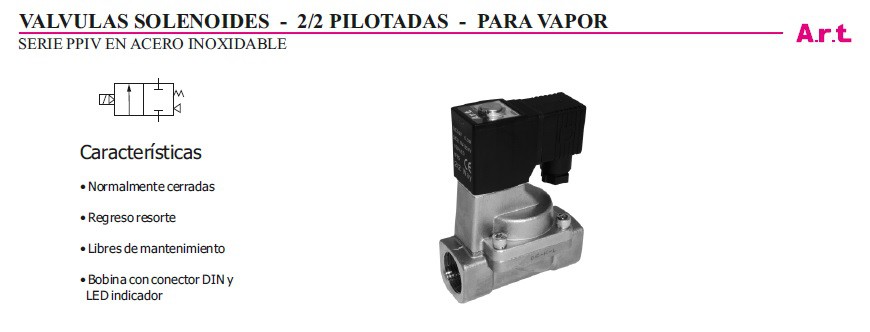 VALVULAS SOLENOIDES - 2/2 PILOTADAS - PARA VAPOR
SERIE PPIV EN ACERO INOXIDABLE
A.r.t.
Características
• Normalmente cerradas
• Regreso resorte
• Libres de mantenimiento
• Bobina con conector DIN y
LED indicador
CE